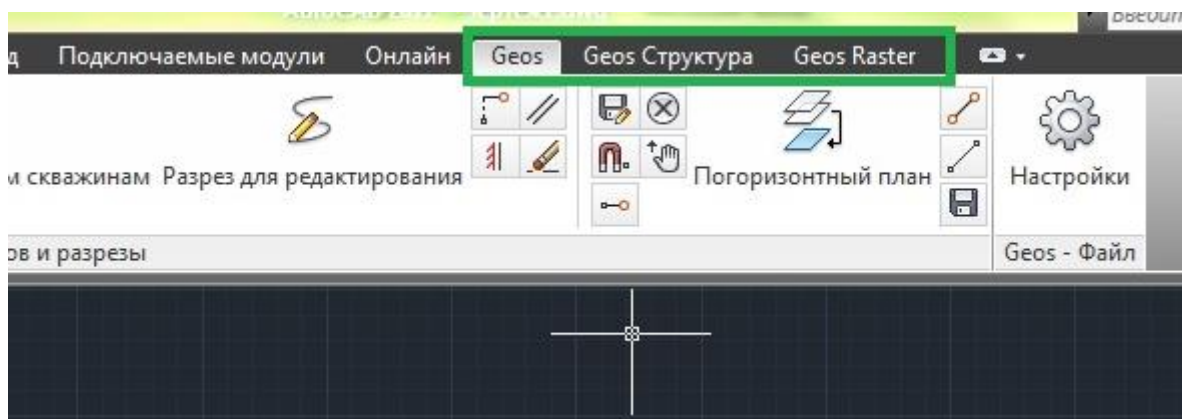 Подключаемые модули Онлайн Geos Geos Структура Geos Raster
м скважинам Разрез для редактирования Погоризонтный план Настройки
ов и разрезы Geos - Файл